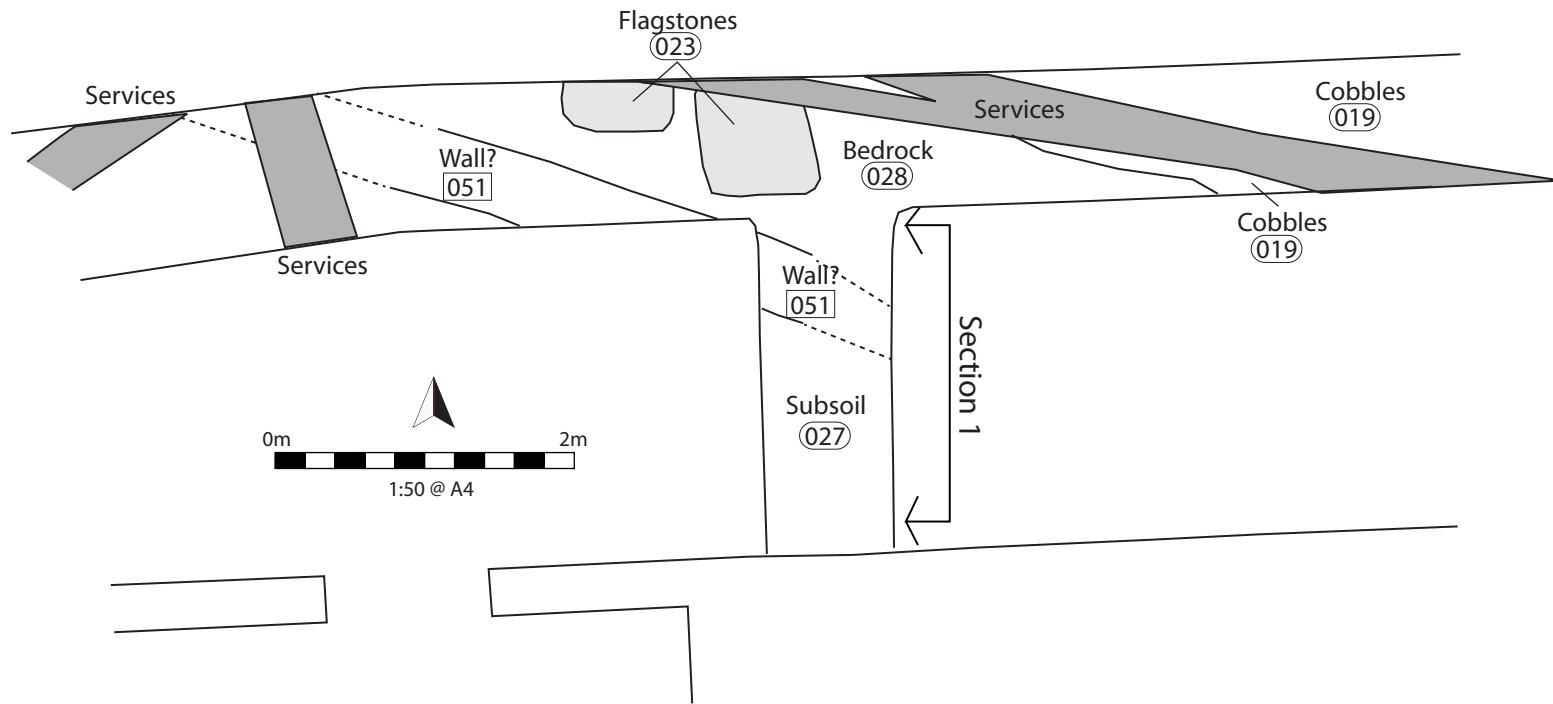 Flagstones
023
Services
Cobbles
019
Services
Wall?
051
Bedrock
028
Cobbles
019
Services
Wall?
051
Section 1
Subsoil
027
0m 2m
1:50 @ A4